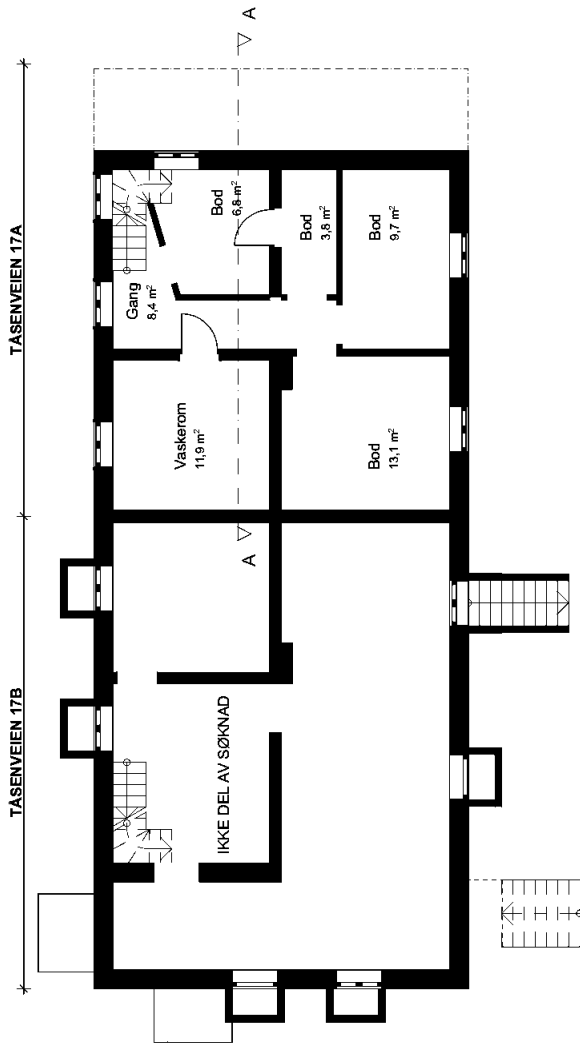 TÅSENVEIEN 17B
TÅSENVEIEN 17A
A
A
Gang
8,4 m²
Bod
6,8 m²
Bod
3,8 m²
Bod
9,7 m²
Vaskerom
11,9 m²
Bod
13,1 m²
IKKE DEL AV SØKNAD